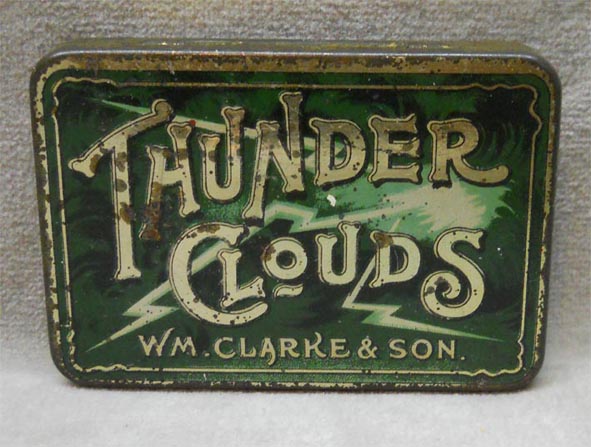 THUNDER
CLOUDS
WM. CLARKE & SON.